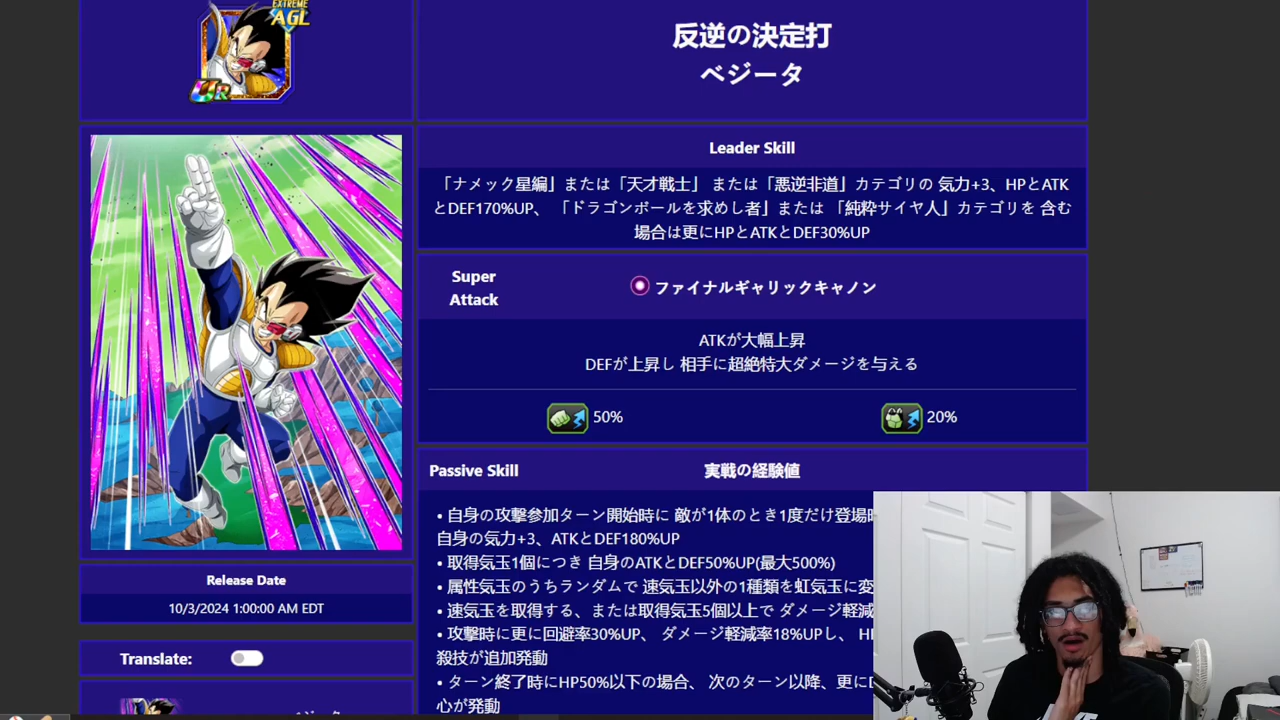 EXTREME
AGL
UR
反逆の決定打
ベジータ
Leader Skill
「ナメック星編」または「天才戦士」 または「悪逆非道」カテゴリの 気力+3、HPとATK
とDEF170%UP、 「ドラゴンボールを求めし者」または 「純粋サイヤ人」カテゴリを 含む
場合は更にHPとATKとDEF30%UP
Super
Attack
ファイナルギャリックキャノン
ATKが大幅上昇
DEFが上昇し 相手に超絶特大ダメージを与える
50%
20%
Passive Skill
実戦の経験値
• 自身の攻撃参加ターン開始時に 敵が1体のとき1度だけ登場
自身の気力+3、ATKとDEF180%UP
• 取得気玉1個につき 自身のATKとDEF50%UP(最大500%)
• 属性気玉のうちランダムで 速気玉以外の1種類を虹気玉に変
• 速気玉を取得する、または取得気玉5個以上で ダメージ軽減
• 攻撃時に更に回避率30%UP、 ダメージ軽減率18%UPし、
殺技が追加発動
• ターン終了時にHP50%以下の場合、 次のターン以降、更に
心が発動
Release Date
10/3/2024 1:00:00 AM EDT
Translate: